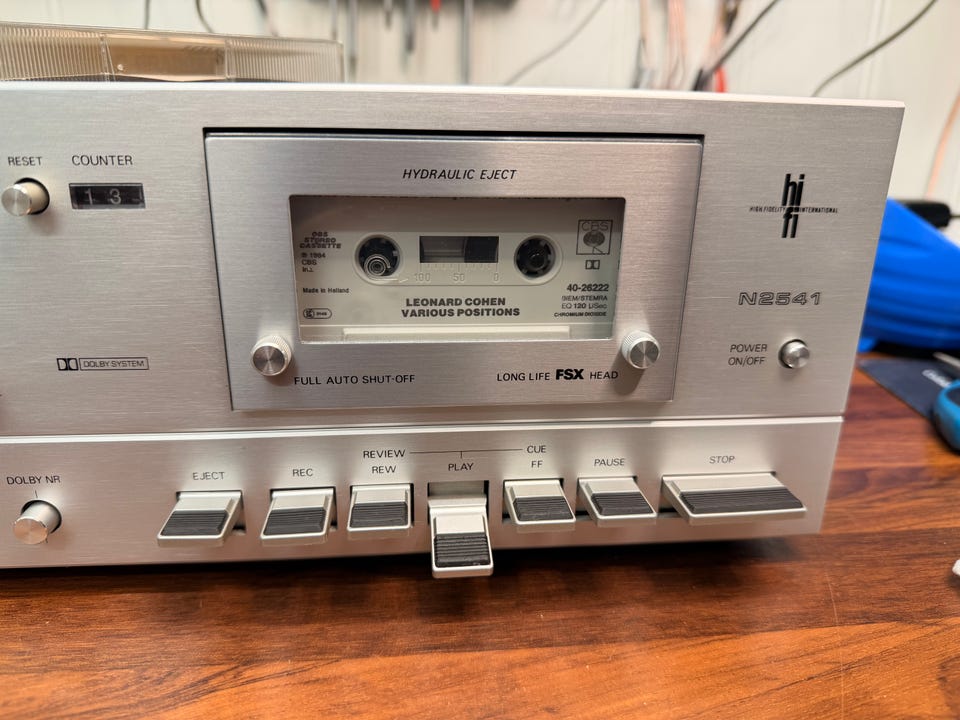 RESET
COUNTER
13
HYDRAULIC EJECT
hi
fi
HIGH FIDELITY INTERNATIONAL
CBS
STEREO
CASSETTE
℗ 1984
CBS
Inc.
Made in Holland
100 50 0
CBS
LEONARD COHEN
VARIOUS POSITIONS
40-26222
BIEM/STEMRA
EQ 120 µSec
CHROMIUM DIOXIDE
N2541
DOLBY SYSTEM
FULL AUTO SHUT-OFF
LONG LIFE FSX HEAD
POWER
ON/OFF
DOLBY NR
EJECT
REC
REVIEW
REW
PLAY
CUE
FF
PAUSE
STOP